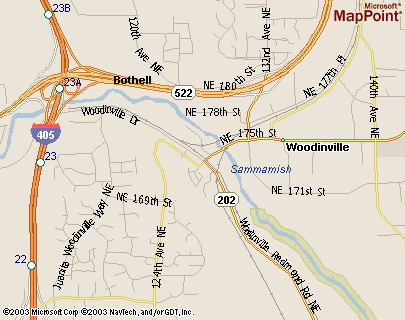 23B
120th Ave NE
Microsoft®
MapPoint®
132nd Ave NE
23A
Bothell
NE 180th St
NE 177th Pl
140th Ave NE
522
Woodinville Dr
NE 178th St
405
NE 175th St
Woodinville
23
Sammamish
NE 171st St
NE 169th St
202
Juanita Woodinville Way NE
124th Ave NE
Woodinville Redmond Rd NE
22
©2003 Microsoft Corp ©2003 NavTech, and/or GDT, Inc.